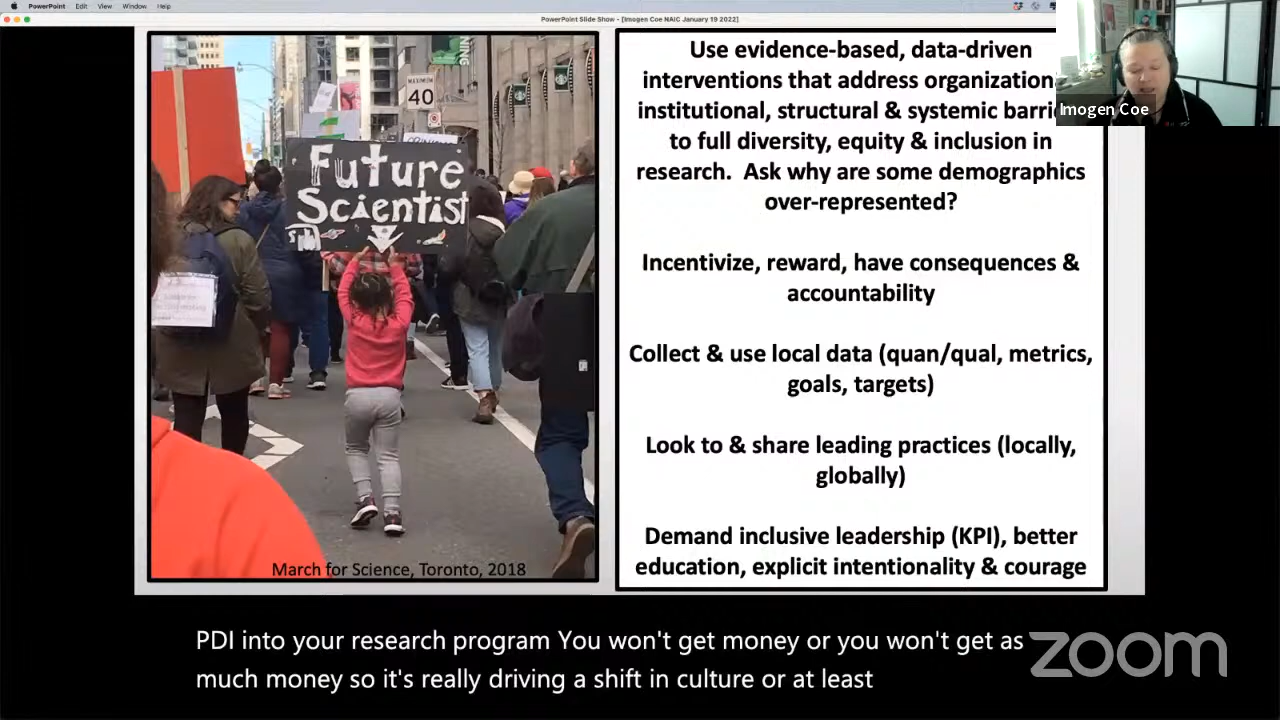 PowerPoint Edit View Window Help
PowerPoint Slide Show - [Imogen Coe NAIC January 19 2022]
MAXIMUM
40
Future
Scientist
March for Science, Toronto, 2018
Use evidence-based, data-driven
interventions that address
institutional, structural & systemic
to full diversity, equity & inclusion in
research. Ask why are some demographics
over-represented?
Incentivize, reward, have consequences &
accountability
Collect & use local data (quan/qual, metrics,
goals, targets)
Look to & share leading practices (locally,
globally)
Demand inclusive leadership (KPI), better
education, explicit intentionality & courage
Imogen Coe
PDI into your research program You won't get money or you won't get as
much money so it's really driving a shift in culture or at least
zoom